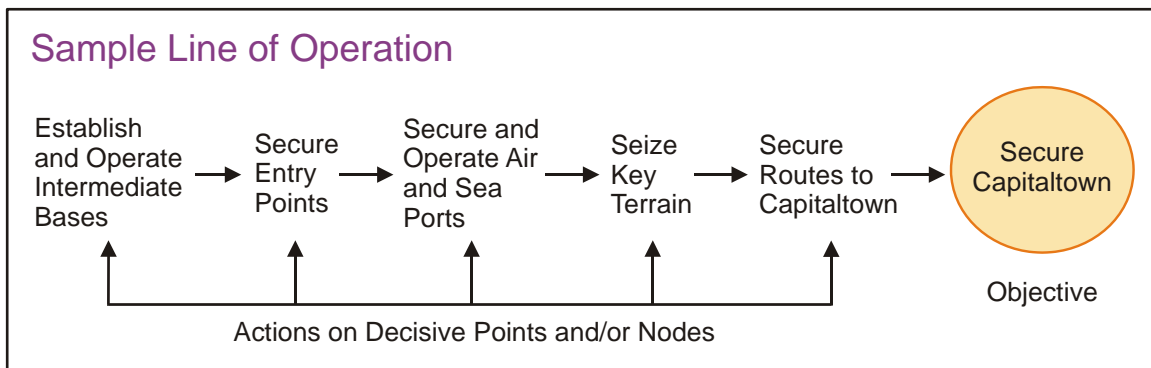 Sample Line of Operation
Establish
and Operate
Intermediate
Bases
Secure
Entry
Points
Secure and
Operate Air
and Sea
Ports
Seize
Key
Terrain
Secure
Routes to
Capitaltown
Secure
Capitaltown
Objective
Actions on Decisive Points and/or Nodes